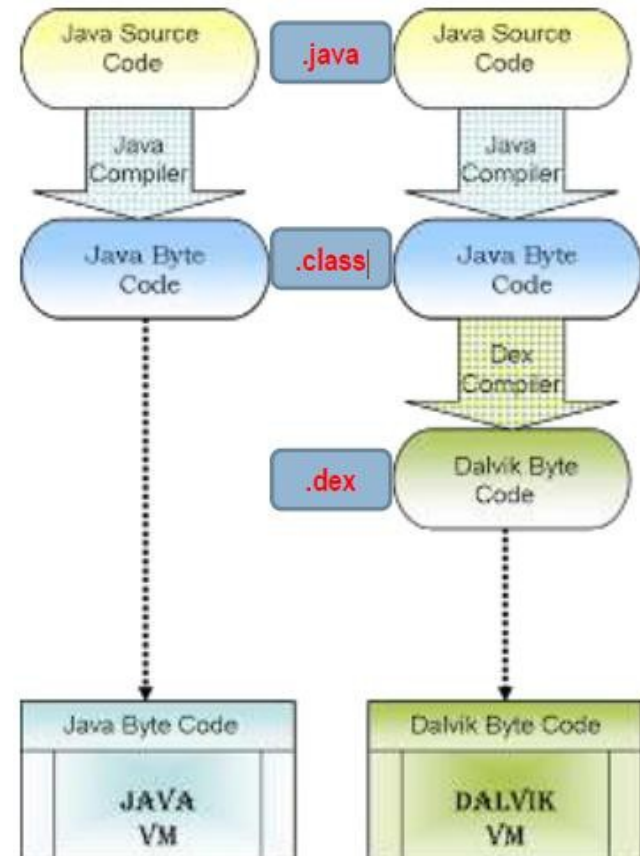 Java Source
Code
.java
Java Source
Code
Java
Compiler
Java
Compiler
Java Byte
Code
.class
Java Byte
Code
Dex
Compiler
.dex
Dalvik Byte
Code
Java Byte Code
Dalvik Byte Code
JAVA
VM
DALVIK
VM